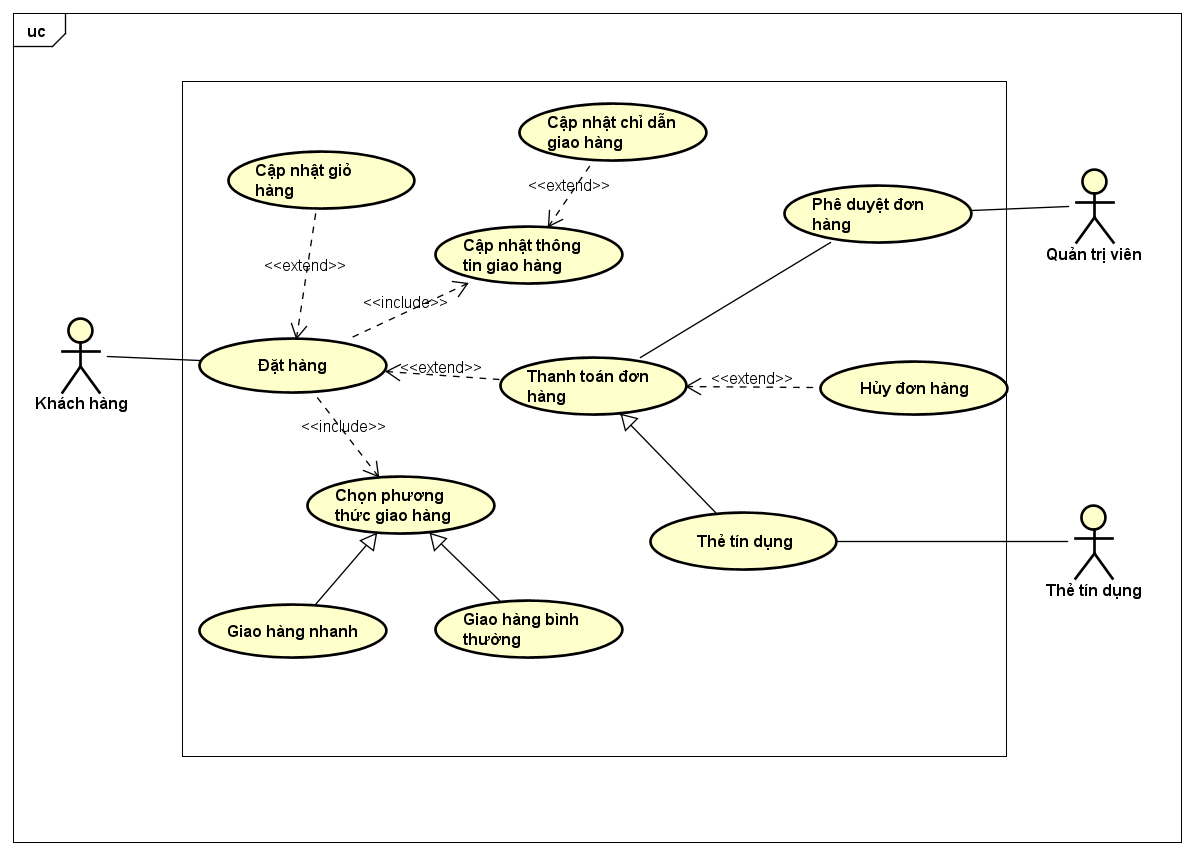 uc
Cập nhật chỉ dẫn
giao hàng
Cập nhật giỏ
hàng
<<extend>>
Phê duyệt đơn
hàng
Quản trị viên
Cập nhật thông
tin giao hàng
<<extend>>
<<include>>
Đặt hàng
<<extend>>
Thanh toán đơn
hàng
<<extend>>
Hủy đơn hàng
Khách hàng
<<include>>
Chọn phương
thức giao hàng
Thẻ tín dụng
Thẻ tín dụng
Giao hàng nhanh
Giao hàng bình
thường